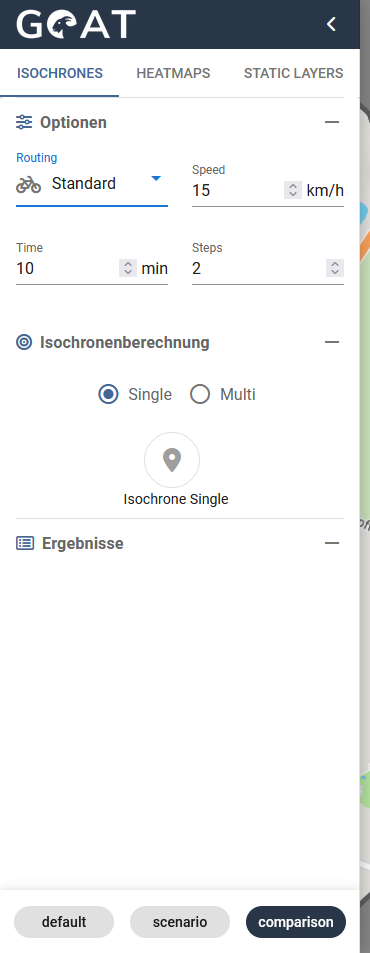 GOAT
ISOCHRONES HEATMAPS STATIC LAYERS
Optionen
Routing Speed
Standard 15 km/h
Time Steps
10 min 2
Isochronenberechnung
Single Multi
Isochrone Single
Ergebnisse
default scenario comparison